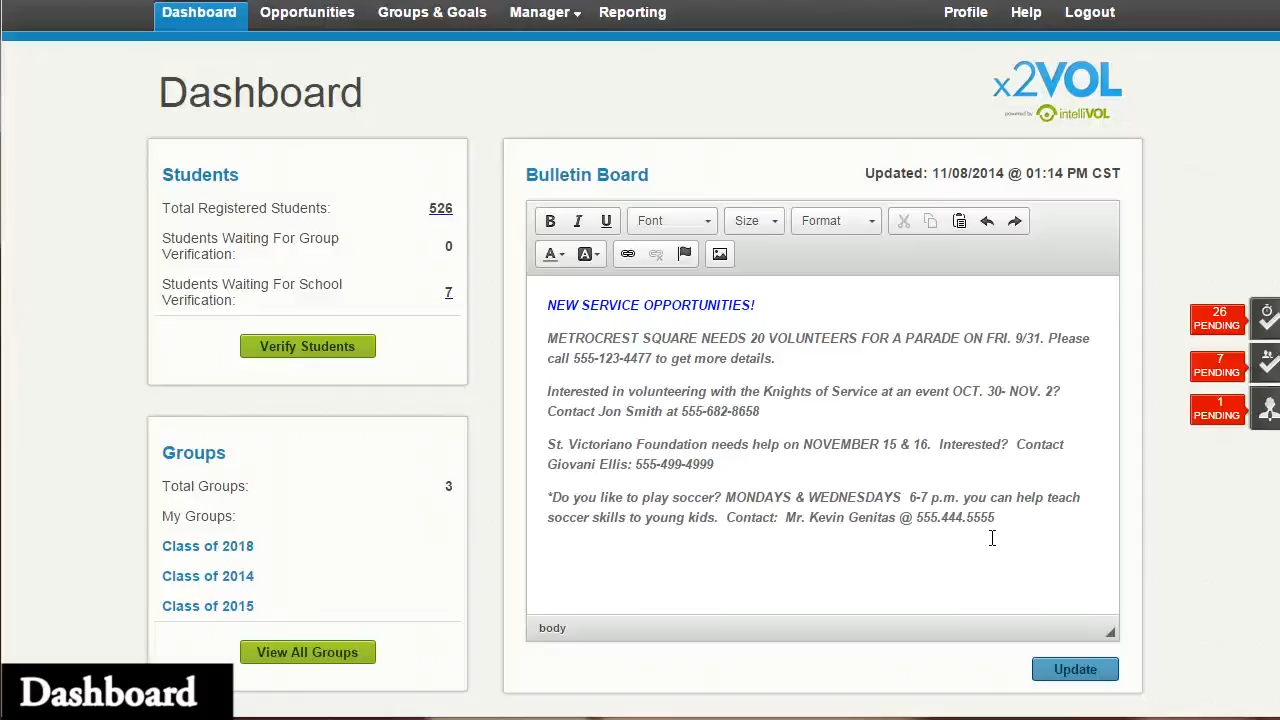 Dashboard Opportunities Groups & Goals Manager Reporting Profile Help Logout
Dashboard
x2VOL
powered by intelliVOL
Students
Total Registered Students: 526
Students Waiting For Group
Verification: 0
Students Waiting For School
Verification: 7
Verify Students
Groups
Total Groups: 3
My Groups:
Class of 2018
Class of 2014
Class of 2015
View All Groups
Bulletin Board Updated: 11/08/2014 @ 01:14 PM CST
B I U Font Size Format
A A
NEW SERVICE OPPORTUNITIES!
METROCREST SQUARE NEEDS 20 VOLUNTEERS FOR A PARADE ON FRI. 9/31. Please
call 555-123-4477 to get more details.
Interested in volunteering with the Knights of Service at an event OCT. 30- NOV. 2?
Contact Jon Smith at 555-682-8658
St. Victoriano Foundation needs help on NOVEMBER 15 & 16. Interested? Contact
Giovani Ellis: 555-499-4999
*Do you like to play soccer? MONDAYS & WEDNESDAYS 6-7 p.m. you can help teach
soccer skills to young kids. Contact: Mr. Kevin Genitas @ 555.444.5555
body
Update
26
PENDING
7
PENDING
1
PENDING
Dashboard